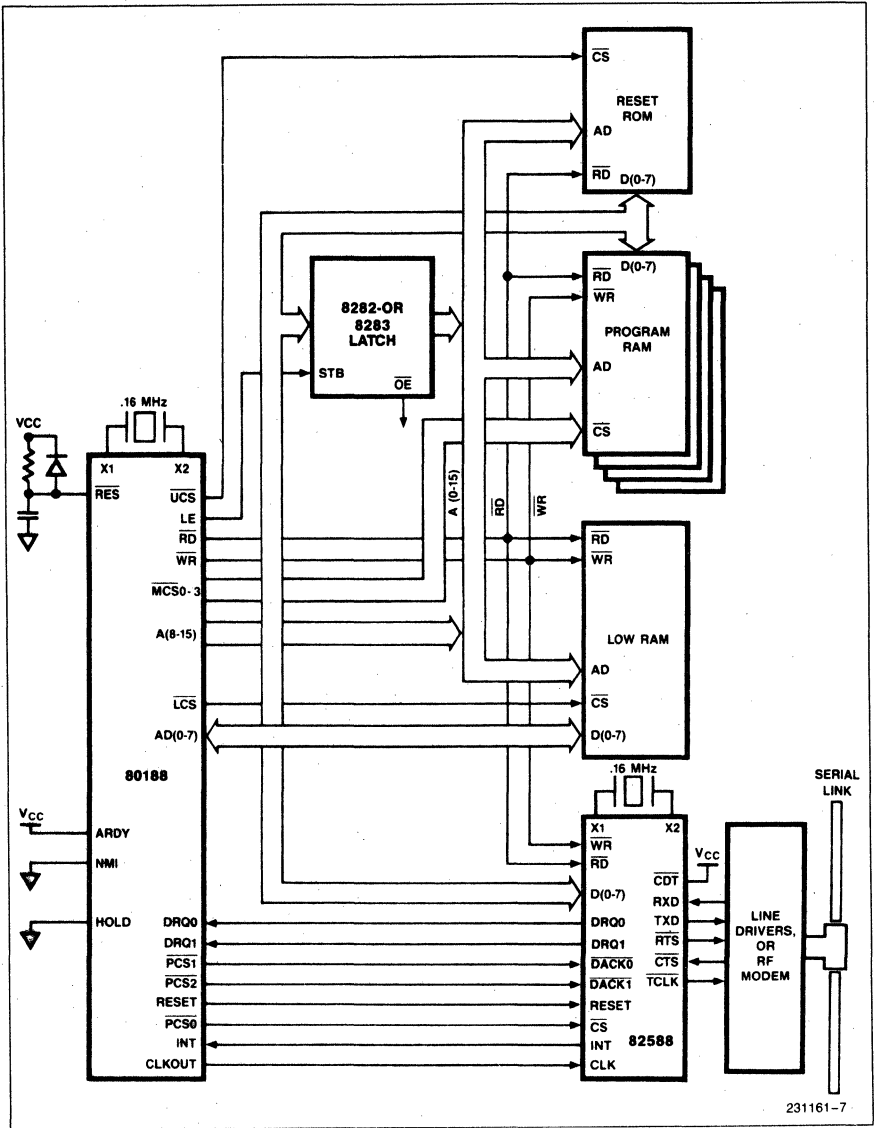 CS
RESET
ROM
AD
RD
D(0-7)
D(0-7)
RD
WR
PROGRAM
RAM
AD
CS
8282-OR
8283
LATCH
STB
OE
.16 MHz
VCC
X1
X2
RES
UCS
LE
RD
WR
MCS0-3
A(8-15)
LCS
AD(0-7)
80188
VCC
ARDY
NMI
HOLD
DRQ0
DRQ1
PCS1
PCS2
RESET
PCS0
INT
CLKOUT
A (0-15)
RD
WR
RD
WR
LOW RAM
AD
CS
D(0-7)
.16 MHz
X1
X2
WR
RD
D(0-7)
DRQ0
DRQ1
DACK0
DACK1
RESET
CS
INT
CLK
82588
VCC
CDT
RXD
TXD
RTS
CTS
TCLK
LINE
DRIVERS,
OR
RF
MODEM
SERIAL
LINK
231161-7